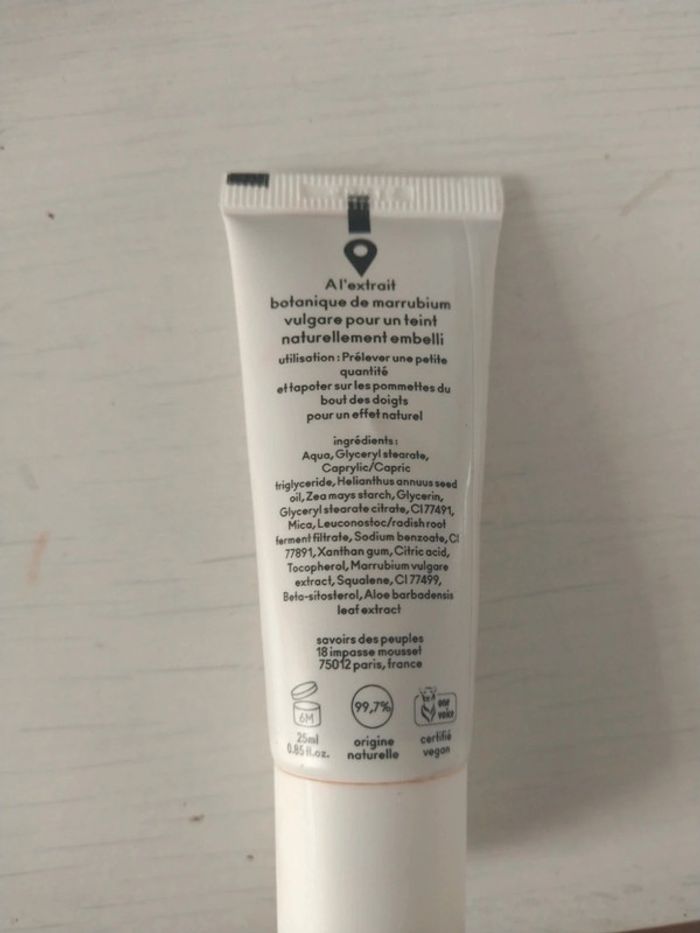 A l'extrait
botanique de marrubium
vulgare pour un teint
naturellement embelli
utilisation : Prélever une petite
quantité
et tapoter sur les pommettes du
bout des doigts
pour un effet naturel
ingrédients :
Aqua, Glyceryl stearate,
Caprylic/Capric
triglyceride, Helianthus annuus seed
oil, Zea mays starch, Glycerin,
Glyceryl stearate citrate, CI 77491,
Mica, Leuconostoc/radish root
ferment filtrate, Sodium benzoate, CI
77891, Xanthan gum, Citric acid,
Tocopherol, Marrubium vulgare
extract, Squalene, CI 77499,
Beta-sitosterol, Aloe barbadensis
leaf extract
savoirs des peuples
18 impasse mousset
75012 paris, france
6M
25ml
0.85 fl.oz.
99,7%
origine
naturelle
one
voice
certifié
vegan